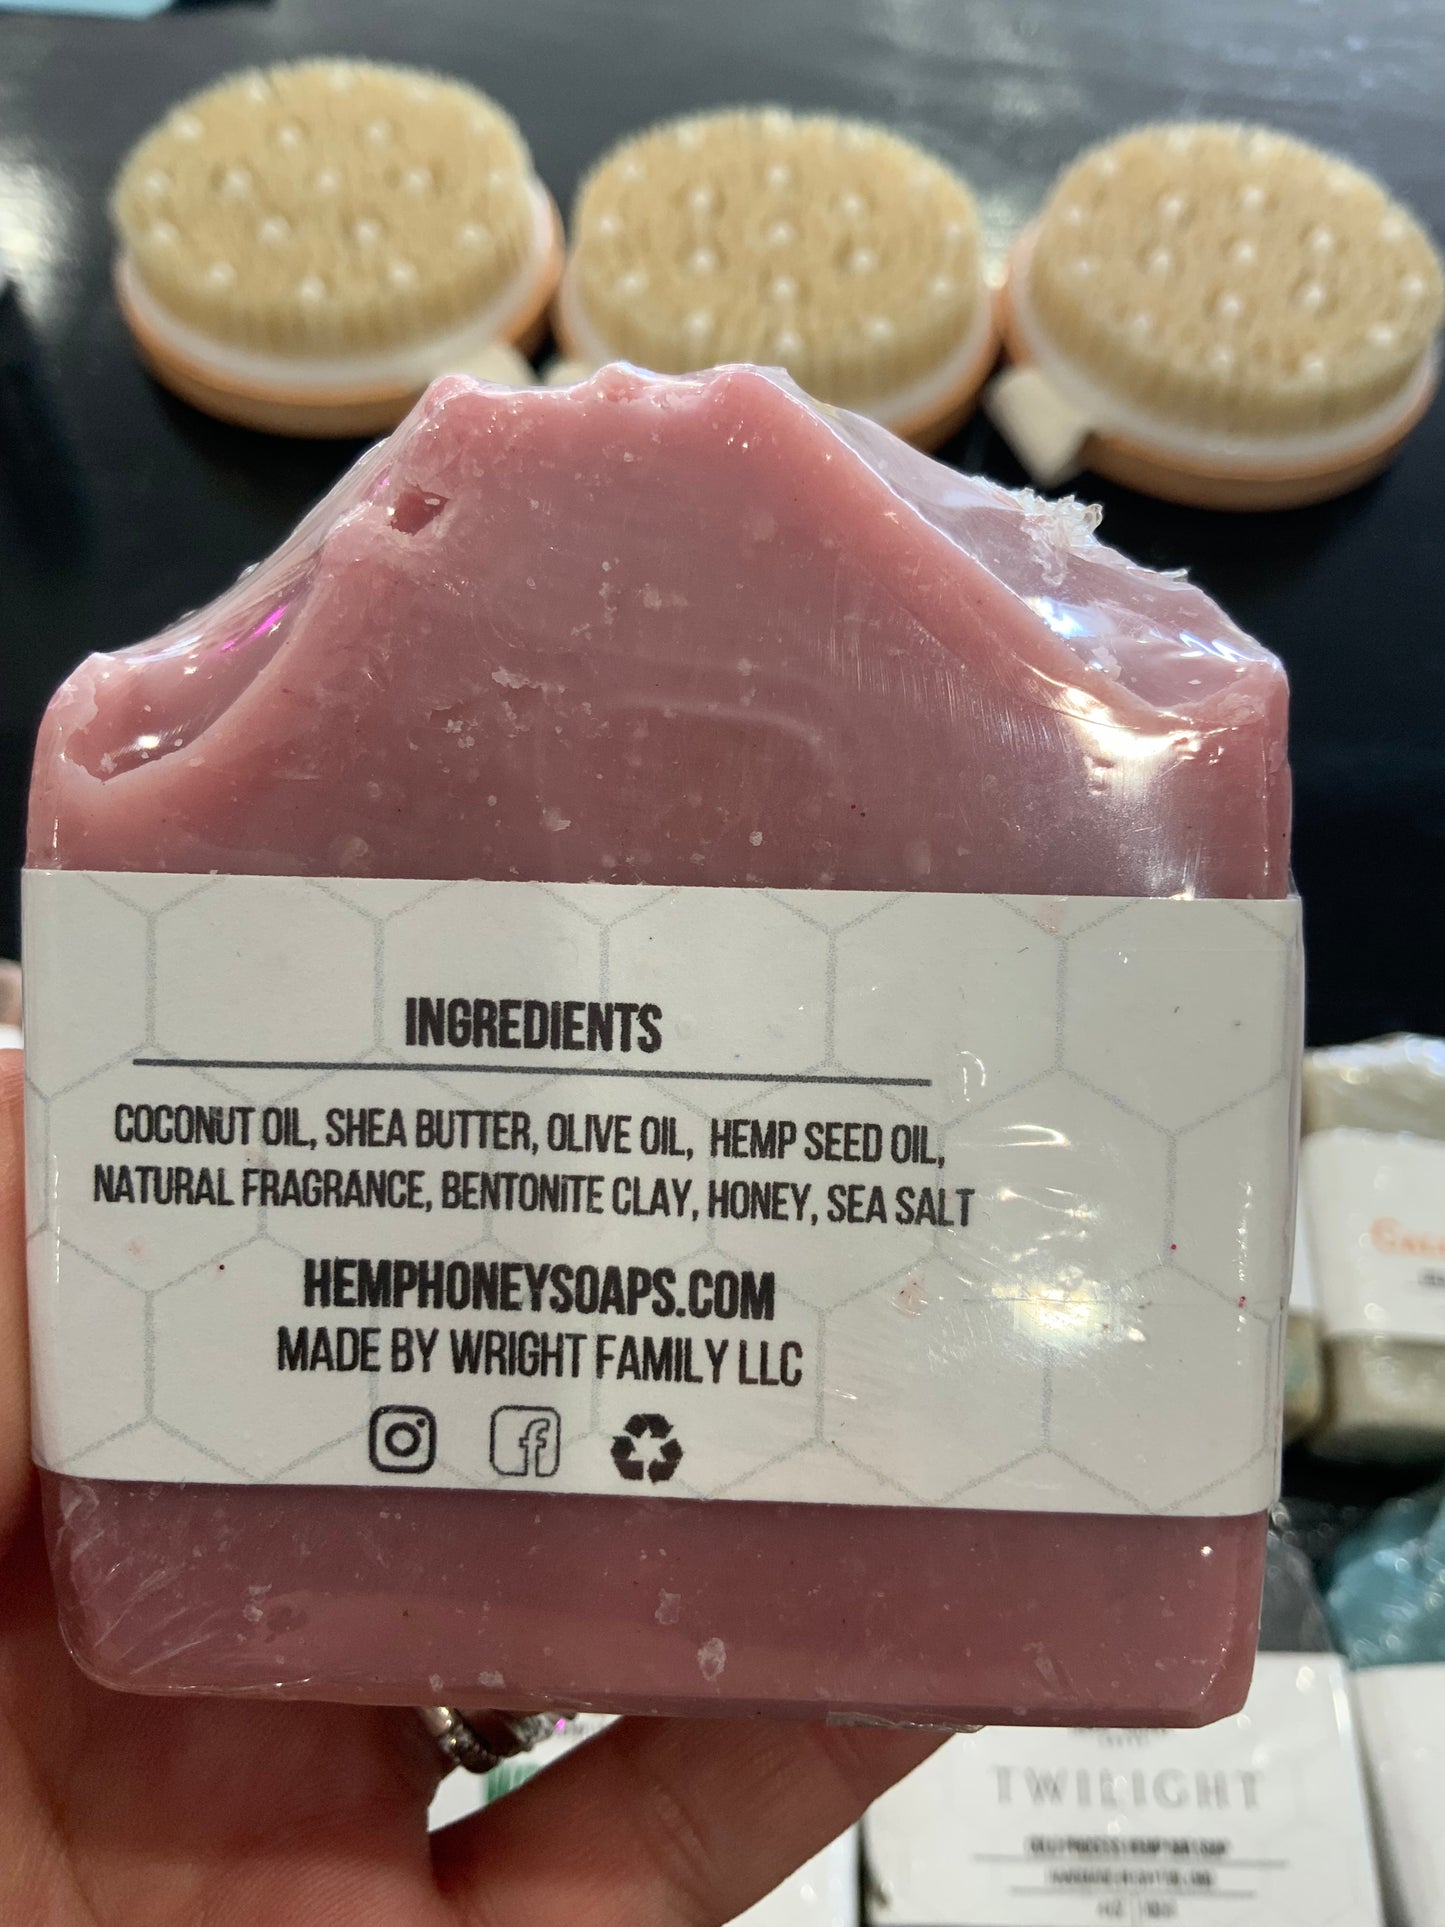 INGREDIENTS
COCONUT OIL, SHEA BUTTER, OLIVE OIL, HEMP SEED OIL,
NATURAL FRAGRANCE, BENTONITE CLAY, HONEY, SEA SALT
HEMPHONEYSOAPS.COM
MADE BY WRIGHT FAMILY LLC
TWILIGHT